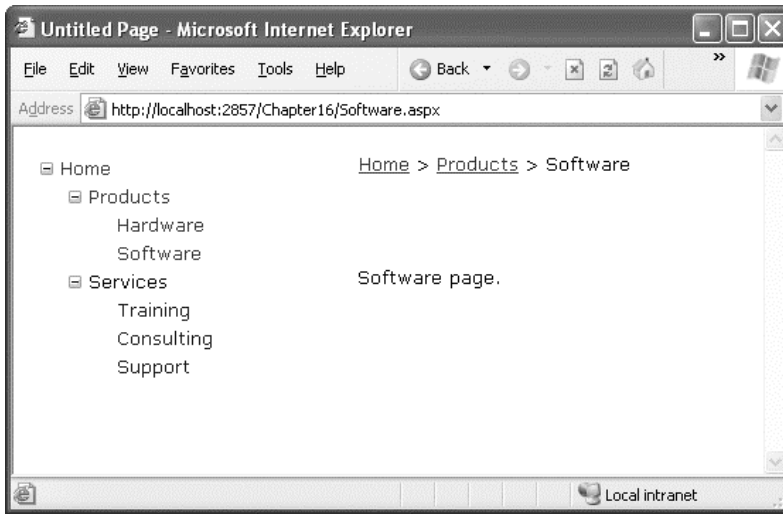 Untitled Page - Microsoft Internet Explorer
File Edit View Favorites Tools Help Back »
Address http://localhost:2857/Chapter16/Software.aspx
Home
Products
Hardware
Software
Services
Training
Consulting
Support
Home > Products > Software
Software page.
Local intranet